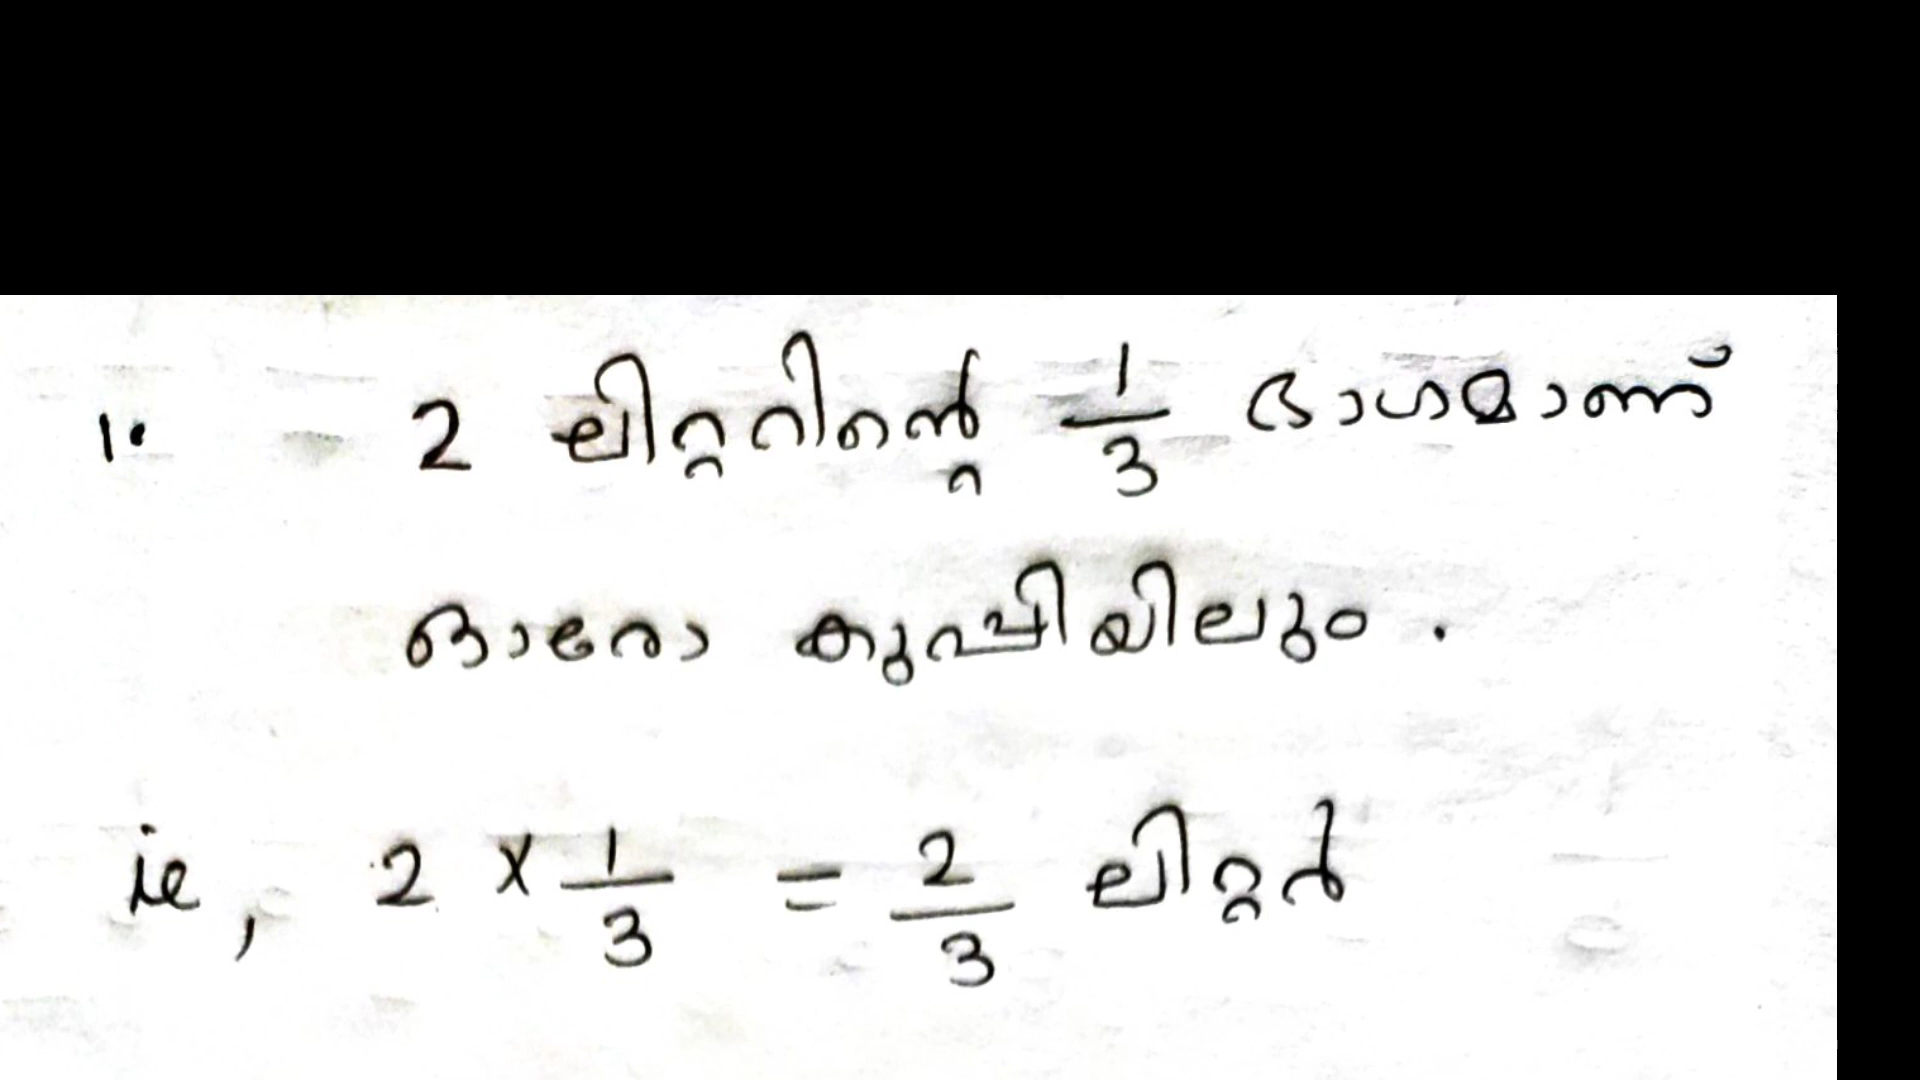 1. 2 ലിറ്ററിന്റെ 1/3 ഭാഗമാണ്
ഓരോ കുപ്പിയിലും.
ie, 2 x 1/3 = 2/3 ലിറ്റർ